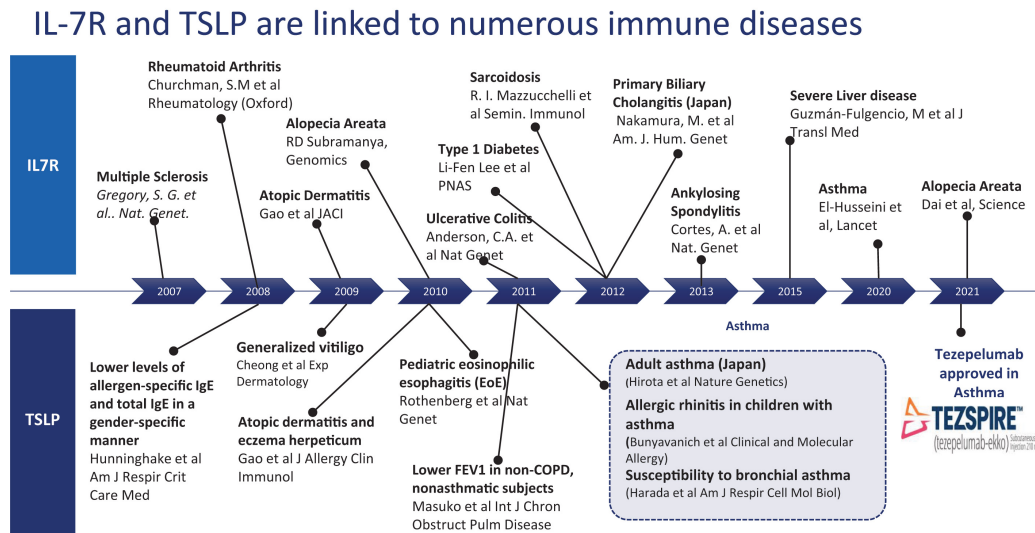 IL-7R and TSLP are linked to numerous immune diseases
IL7R
Multiple Sclerosis
Gregory, S. G. et
al.. Nat. Genet.
Rheumatoid Arthritis
Churchman, S.M et al
Rheumatology (Oxford)
Atopic Dermatitis
Gao et al JACI
Alopecia Areata
RD Subramanya,
Genomics
Ulcerative Colitis
Anderson, C.A. et
al Nat Genet
Type 1 Diabetes
Li-Fen Lee et al
PNAS
Sarcoidosis
R. I. Mazzucchelli et
al Semin. Immunol
Primary Biliary
Cholangitis (Japan)
Nakamura, M. et al
Am. J. Hum. Genet
Ankylosing
Spondylitis
Cortes, A. et al
Nat. Genet
Severe Liver disease
Guzmán-Fulgencio, M et al J
Transl Med
Asthma
El-Husseini et
al, Lancet
Alopecia Areata
Dai et al, Science
2007
2008
2009
2010
2011
2012
2013
2015
2020
2021
TSLP
Lower levels of
allergen-specific IgE
and total IgE in a
gender-specific
manner
Hunninghake et al
Am J Respir Crit
Care Med
Generalized vitiligo
Cheong et al Exp
Dermatology
Atopic dermatitis and
eczema herpeticum
Gao et al J Allergy Clin
Immunol
Pediatric eosinophilic
esophagitis (EoE)
Rothenberg et al Nat
Genet
Lower FEV1 in non-COPD,
nonasthmatic subjects
Masuko et al Int J Chron
Obstruct Pulm Disease
Asthma
Adult asthma (Japan)
(Hirota et al Nature Genetics)
Allergic rhinitis in children with
asthma
(Bunyavanich et al Clinical and Molecular
Allergy)
Susceptibility to bronchial asthma
(Harada et al Am J Respir Cell Mol Biol)
Tezepelumab
approved in
Asthma
TEZSPIRE™
(tezepelumab-ekko)
Subcutaneous
Injection 210